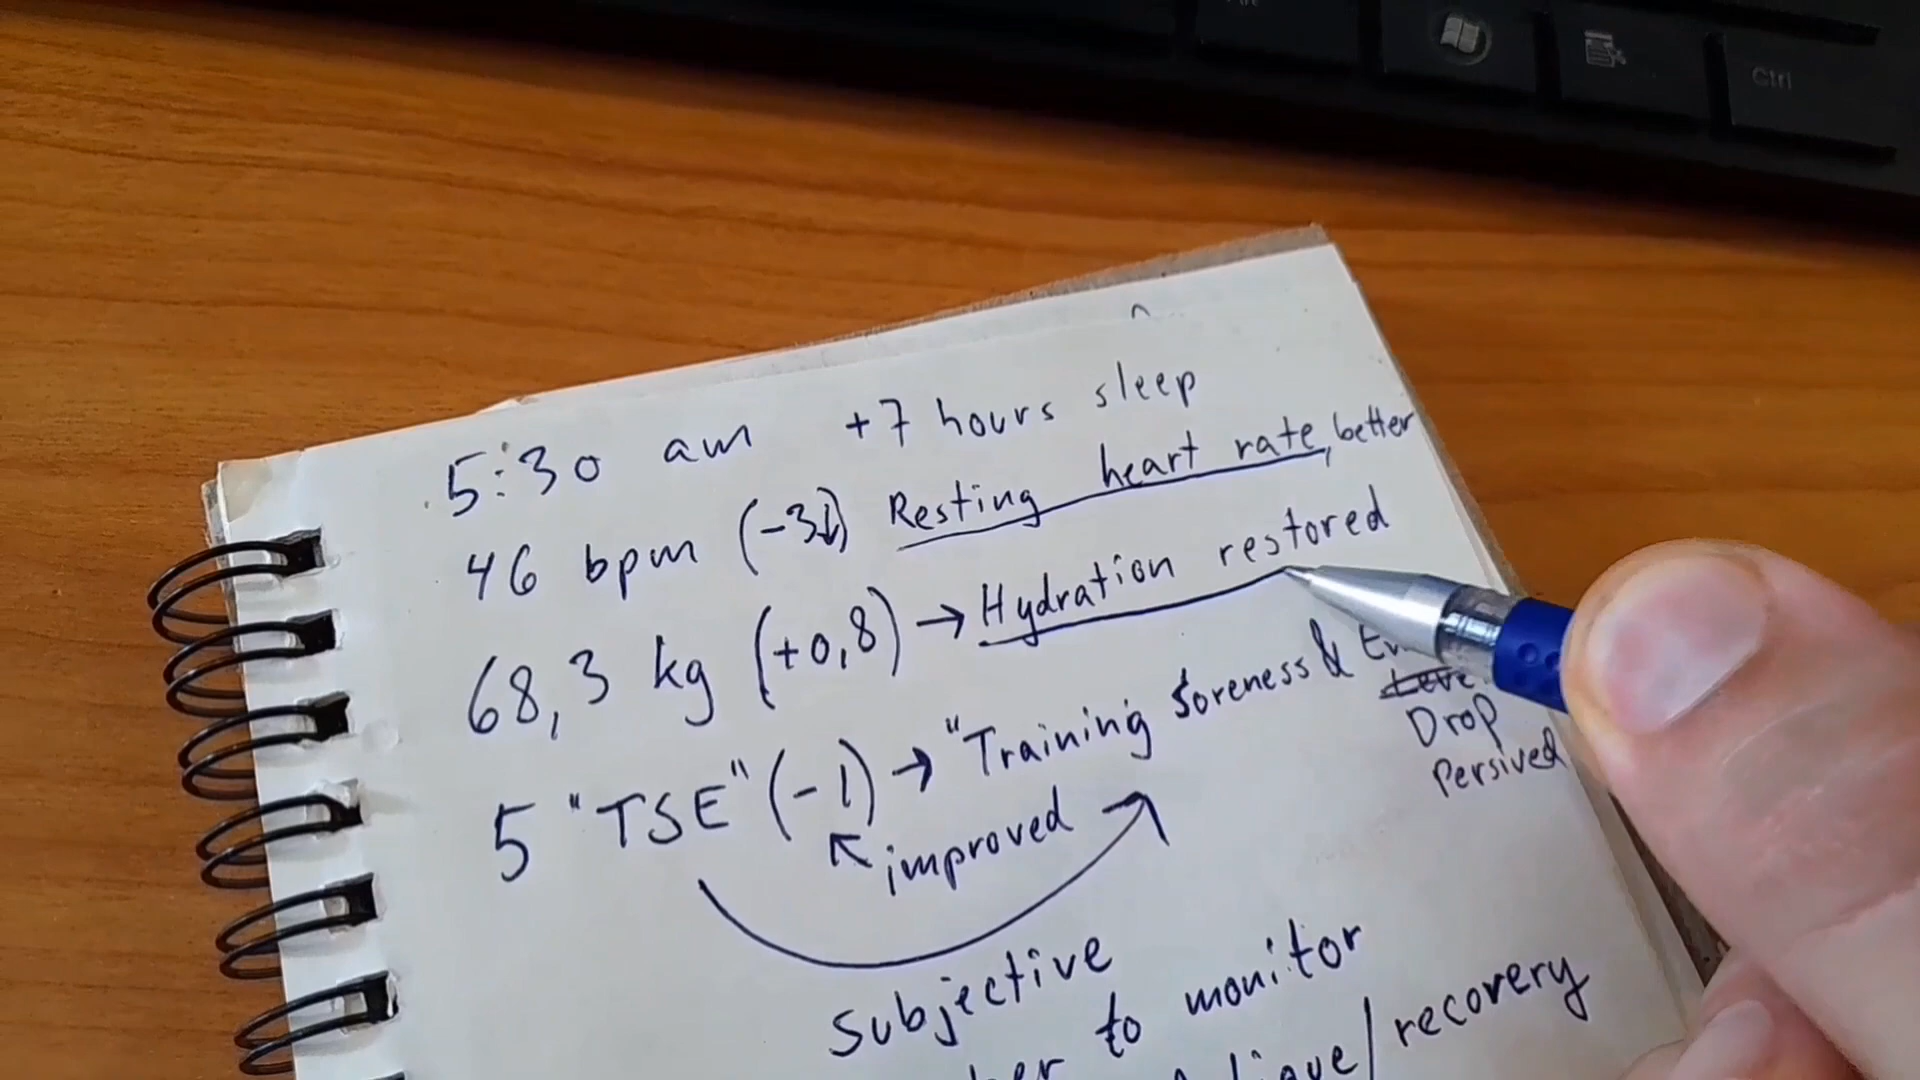 Ctrl
5:30 am +7 hours sleep
46 bpm (-3↓) Resting heart rate, better
68,3 kg (+0,8) → Hydration restored
5 "TSE" (-1) → "Training Soreness &
Drop
Persived
improved
Subjective
to monitor
/recovery